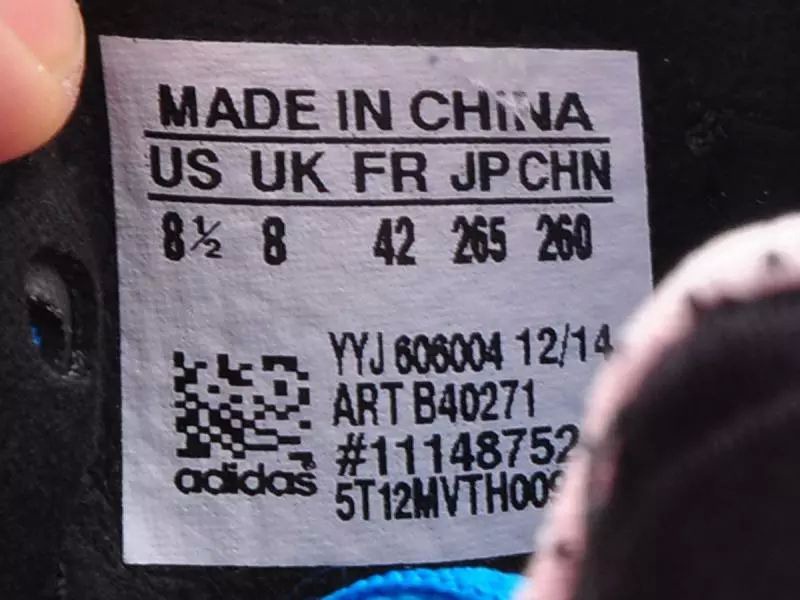 MADE IN CHINA
US UK FR JP CHN
8½ 8 42 265 260
YYJ 606004 12/14
ART B40271
#11148752
adidas